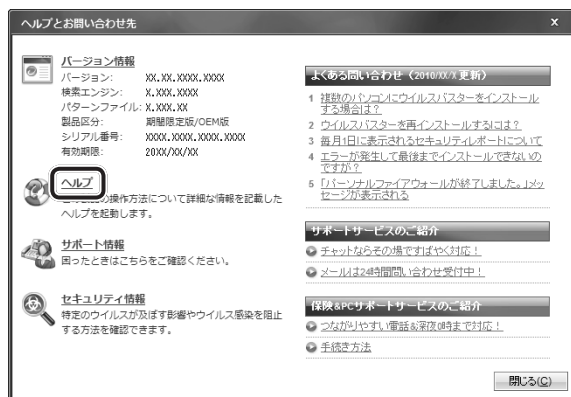 ヘルプとお問い合わせ先
バージョン情報
バージョン: XX.XX.XXXX.XXXX
検索エンジン: X.XXX.XXXX
パターンファイル: X.XXX.XX
製品区分: 期間限定版/OEM版
シリアル番号: XXXX.XXXX.XXXX.XXXX
有効期限: 20XX/XX/XX
ヘルプ
の操作方法について詳細な情報を記載した
ヘルプを起動します。
サポート情報
困ったときはこちらをご確認ください。
セキュリティ情報
特定のウイルスが及ぼす影響やウイルス感染を阻止
する方法を確認できます。
よくある問い合わせ（2010/XX/X更新）
1 複数のパソコンにウイルスバスターをインストール
する場合は？
2 ウイルスバスターを再インストールするには？
3 毎月1日に表示されるセキュリティレポートについて
4 エラーが発生して最後までインストールできないの
ですが？
5 「パーソナルファイアウォールが終了しました。」メッ
セージが表示される
サポートサービスのご紹介
チャットならその場ですばやく対応！
メールは24時間問い合わせ受付中！
保険&PCサポートサービスのご紹介
つながりやすい電話&深夜0時まで対応！
手続き方法
閉じる(C)